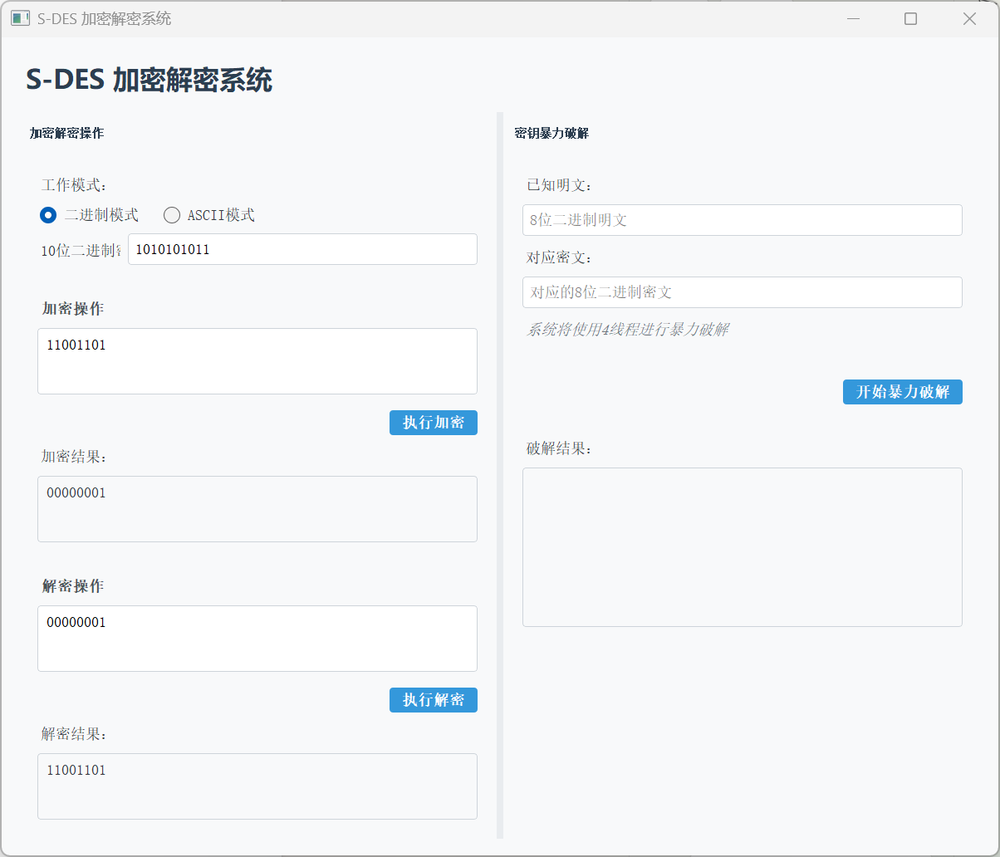 S-DES 加密解密系统
S-DES 加密解密系统
加密解密操作
工作模式：
二进制模式 ASCII模式
10位二进制 1010101011
加密操作
11001101
执行加密
加密结果：
00000001
解密操作
00000001
执行解密
解密结果：
11001101
密钥暴力破解
已知明文：
8位二进制明文
对应密文：
对应的8位二进制密文
系统将使用4线程进行暴力破解
开始暴力破解
破解结果：